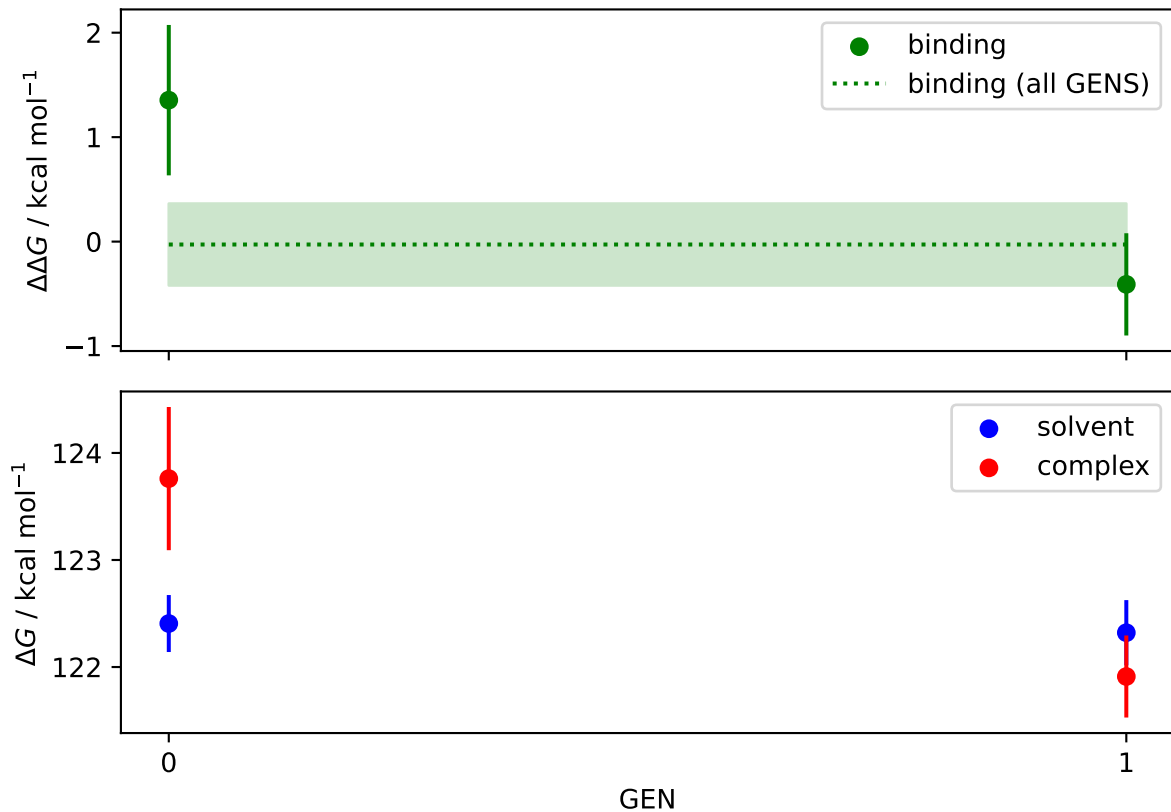 2
1
0
−1
ΔΔG / kcal mol⁻¹
binding
binding (all GENS)
124
123
122
ΔG / kcal mol⁻¹
solvent
complex
0
1
GEN